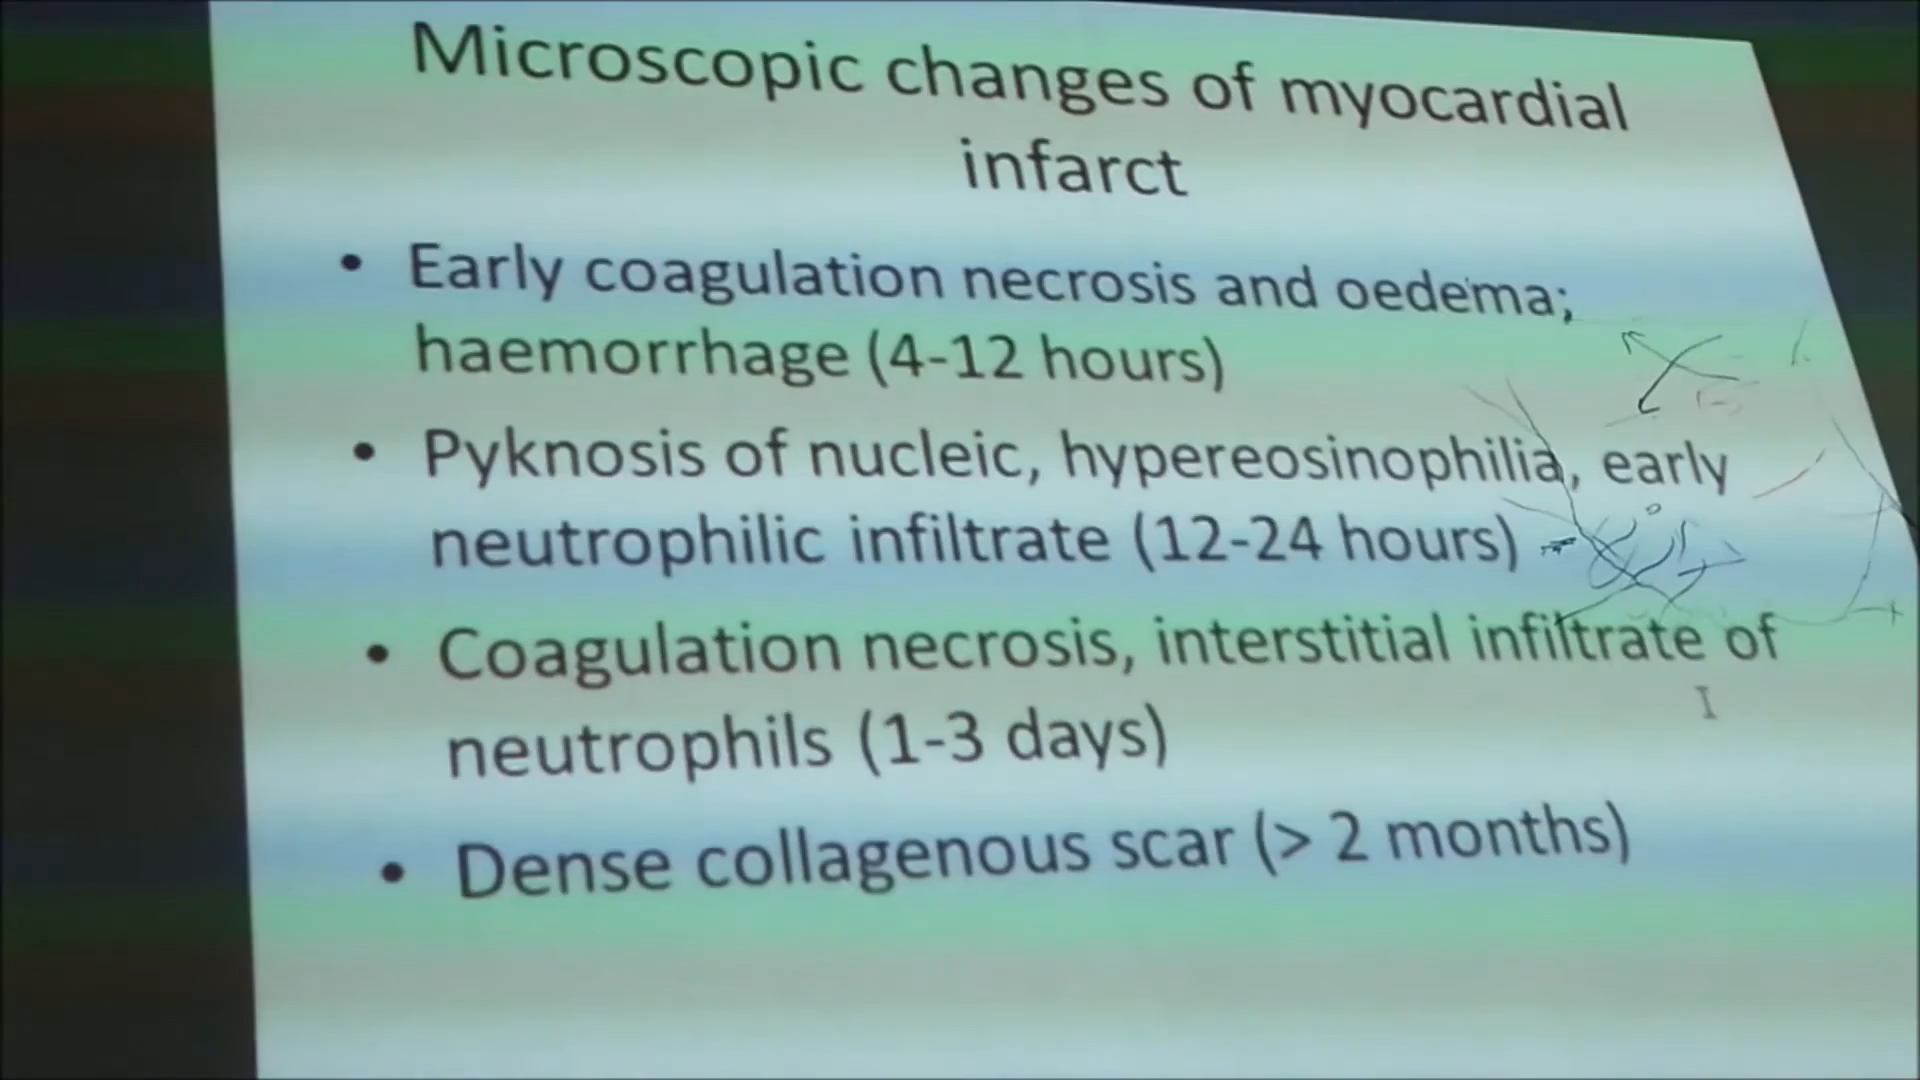 Microscopic changes of myocardial
infarct
• Early coagulation necrosis and oedema;
haemorrhage (4-12 hours)
• Pyknosis of nucleic, hypereosinophilia, early
neutrophilic infiltrate (12-24 hours)
• Coagulation necrosis, interstitial infiltrate of
neutrophils (1-3 days)
• Dense collagenous scar (> 2 months)